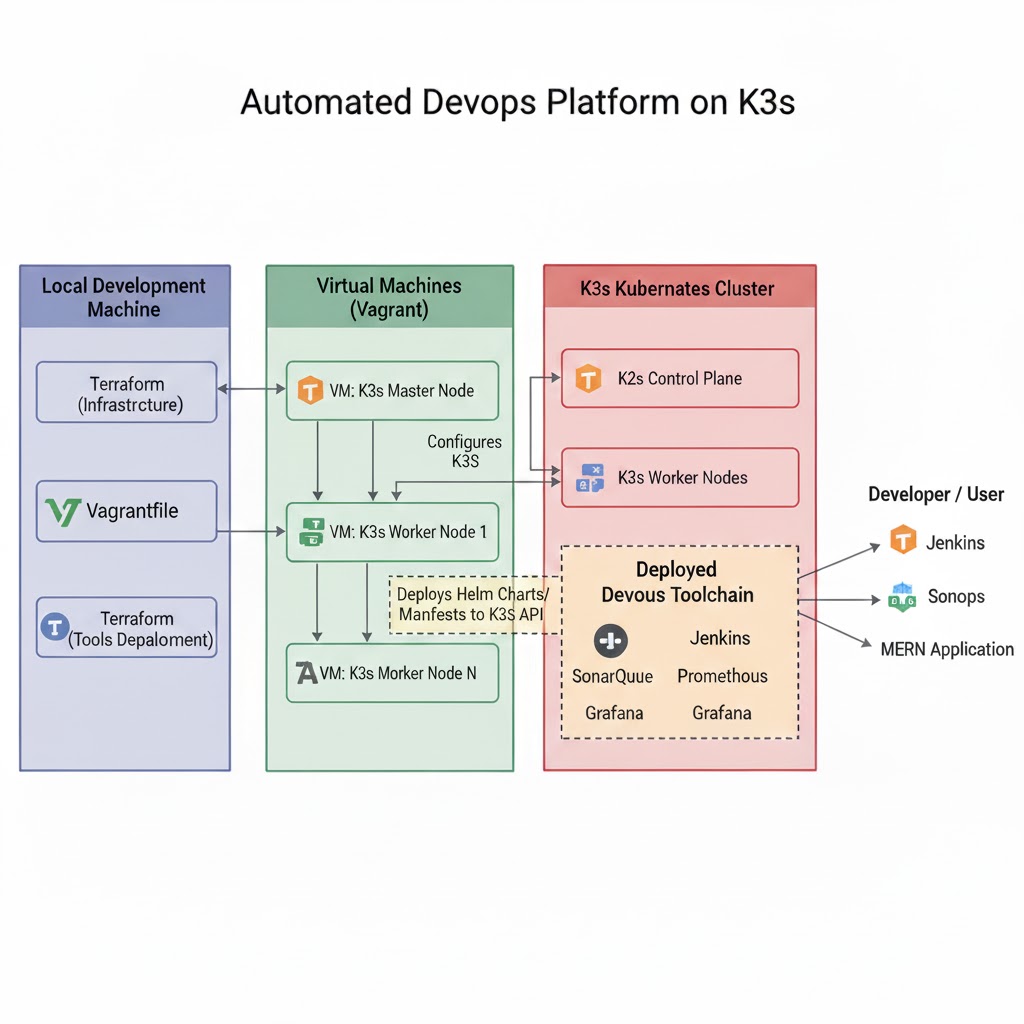 Automated Devops Platform on K3s
Local Development
Machine
Terraform
(Infrastrcture)
Vagrantfile
Terraform
(Tools Depaloment)
Virtual Machines
(Vagrant)
VM: K3s Master Node
Configures
K3S
VM: K3s Worker Node 1
Deploys Helm Charts/
Manifests to K3s API
VM: K3s Morker Node N
K3s Kubernates Cluster
K2s Control Plane
K3s Worker Nodes
Deployed
Devous Toolchain
Jenkins
SonarQuue
Promethous
Grafana
Grafana
Developer / User
Jenkins
Sonops
MERN Application